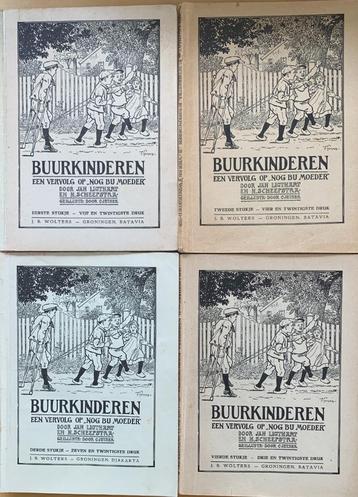 BUURKINDEREN
EEN VERVOLG OP „NOG BIJ MOEDER"
DOOR JAN LIGTHART
EN H. SCHEEPSTRA
GEILLUSTR: DOOR C. JETSES
EERSTE STUKJE – VIJF EN TWINTIGSTE DRUK
J. B. WOLTERS – GRONINGEN, BATAVIA
BUURKINDEREN
EEN VERVOLG OP „NOG BIJ MOEDER"
DOOR JAN LIGTHART
EN H. SCHEEPSTRA
GEILLUSTR: DOOR C. JETSES
TWEEDE STUKJE – VIER EN TWINTIGSTE DRUK
J. B. WOLTERS – GRONINGEN, BATAVIA
BUURKINDEREN
EEN VERVOLG OP „NOG BIJ MOEDER"
DOOR JAN LIGTHART
EN H. SCHEEPSTRA
GEILLUSTR: DOOR C. JETSES
DERDE STUKJE – ZEVEN EN TWINTIGSTE DRUK
J. B. WOLTERS – GRONINGEN, DJAKARTA
BUURKINDEREN
EEN VERVOLG OP „NOG BIJ MOEDER"
DOOR JAN LIGTHART
EN H. SCHEEPSTRA
GEILLUSTR: DOOR C. JETSES
VIERDE STUKJE – DRIE EN TWINTIGSTE DRUK
J. B. WOLTERS – GRONINGEN, BATAVIA